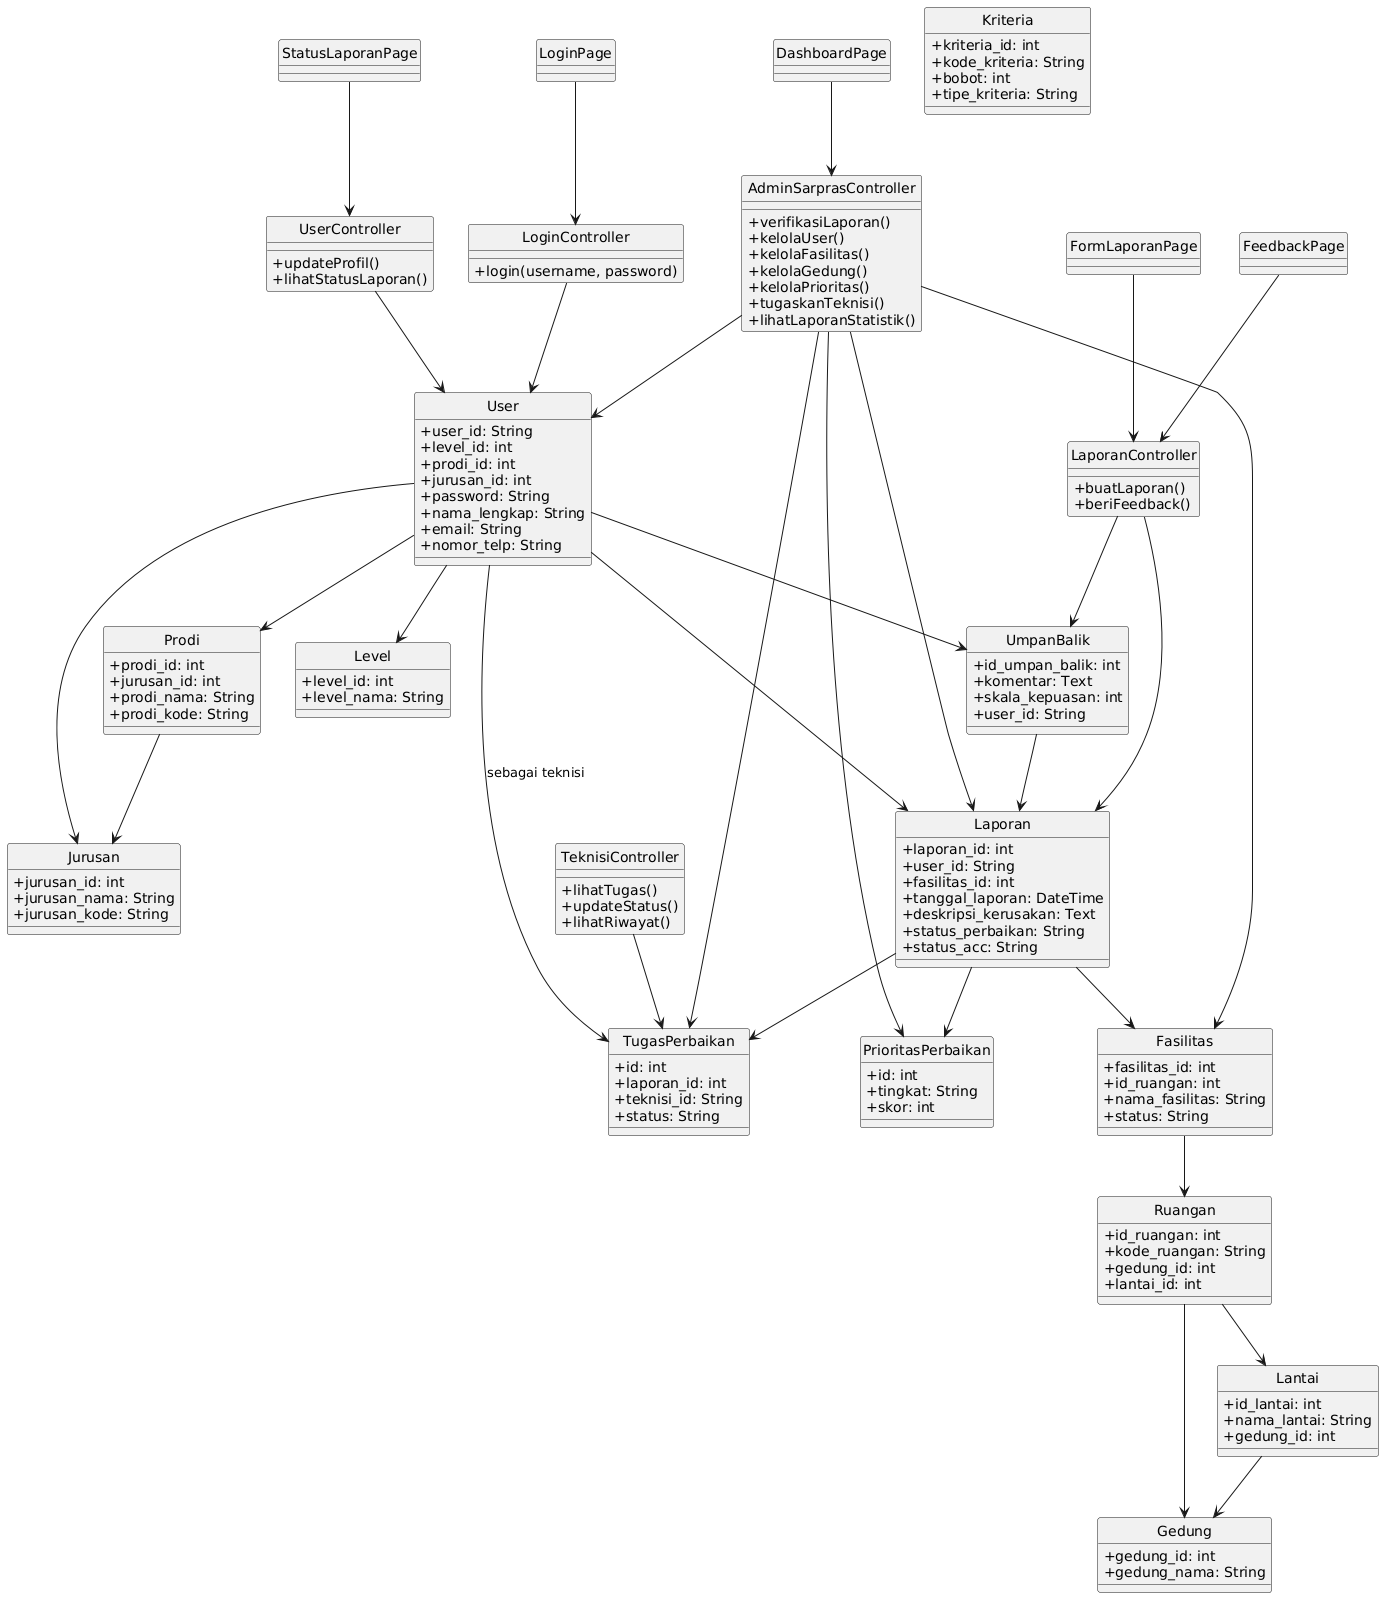 Kriteria
+kriteria_id: int
+kode_kriteria: String
+bobot: int
+tipe_kriteria: String
StatusLaporanPage
LoginPage
DashboardPage
AdminSarprasController
+verifikasiLaporan()
+kelolaUser()
+kelolaFasilitas()
+kelolaGedung()
+kelolaPrioritas()
+tugaskanTeknisi()
+lihatLaporanStatistik()
UserController
+updateProfil()
+lihatStatusLaporan()
LoginController
+login(username, password)
FormLaporanPage
FeedbackPage
User
+user_id: String
+level_id: int
+prodi_id: int
+jurusan_id: int
+password: String
+nama_lengkap: String
+email: String
+nomor_telp: String
LaporanController
+buatLaporan()
+beriFeedback()
Prodi
+prodi_id: int
+jurusan_id: int
+prodi_nama: String
+prodi_kode: String
Level
+level_id: int
+level_nama: String
UmpanBalik
+id_umpan_balik: int
+komentar: Text
+skala_kepuasan: int
+user_id: String
sebagai teknisi
Jurusan
+jurusan_id: int
+jurusan_nama: String
+jurusan_kode: String
TeknisiController
+lihatTugas()
+updateStatus()
+lihatRiwayat()
Laporan
+laporan_id: int
+user_id: String
+fasilitas_id: int
+tanggal_laporan: DateTime
+deskripsi_kerusakan: Text
+status_perbaikan: String
+status_acc: String
TugasPerbaikan
+id: int
+laporan_id: int
+teknisi_id: String
+status: String
PrioritasPerbaikan
+id: int
+tingkat: String
+skor: int
Fasilitas
+fasilitas_id: int
+id_ruangan: int
+nama_fasilitas: String
+status: String
Ruangan
+id_ruangan: int
+kode_ruangan: String
+gedung_id: int
+lantai_id: int
Lantai
+id_lantai: int
+nama_lantai: String
+gedung_id: int
Gedung
+gedung_id: int
+gedung_nama: String